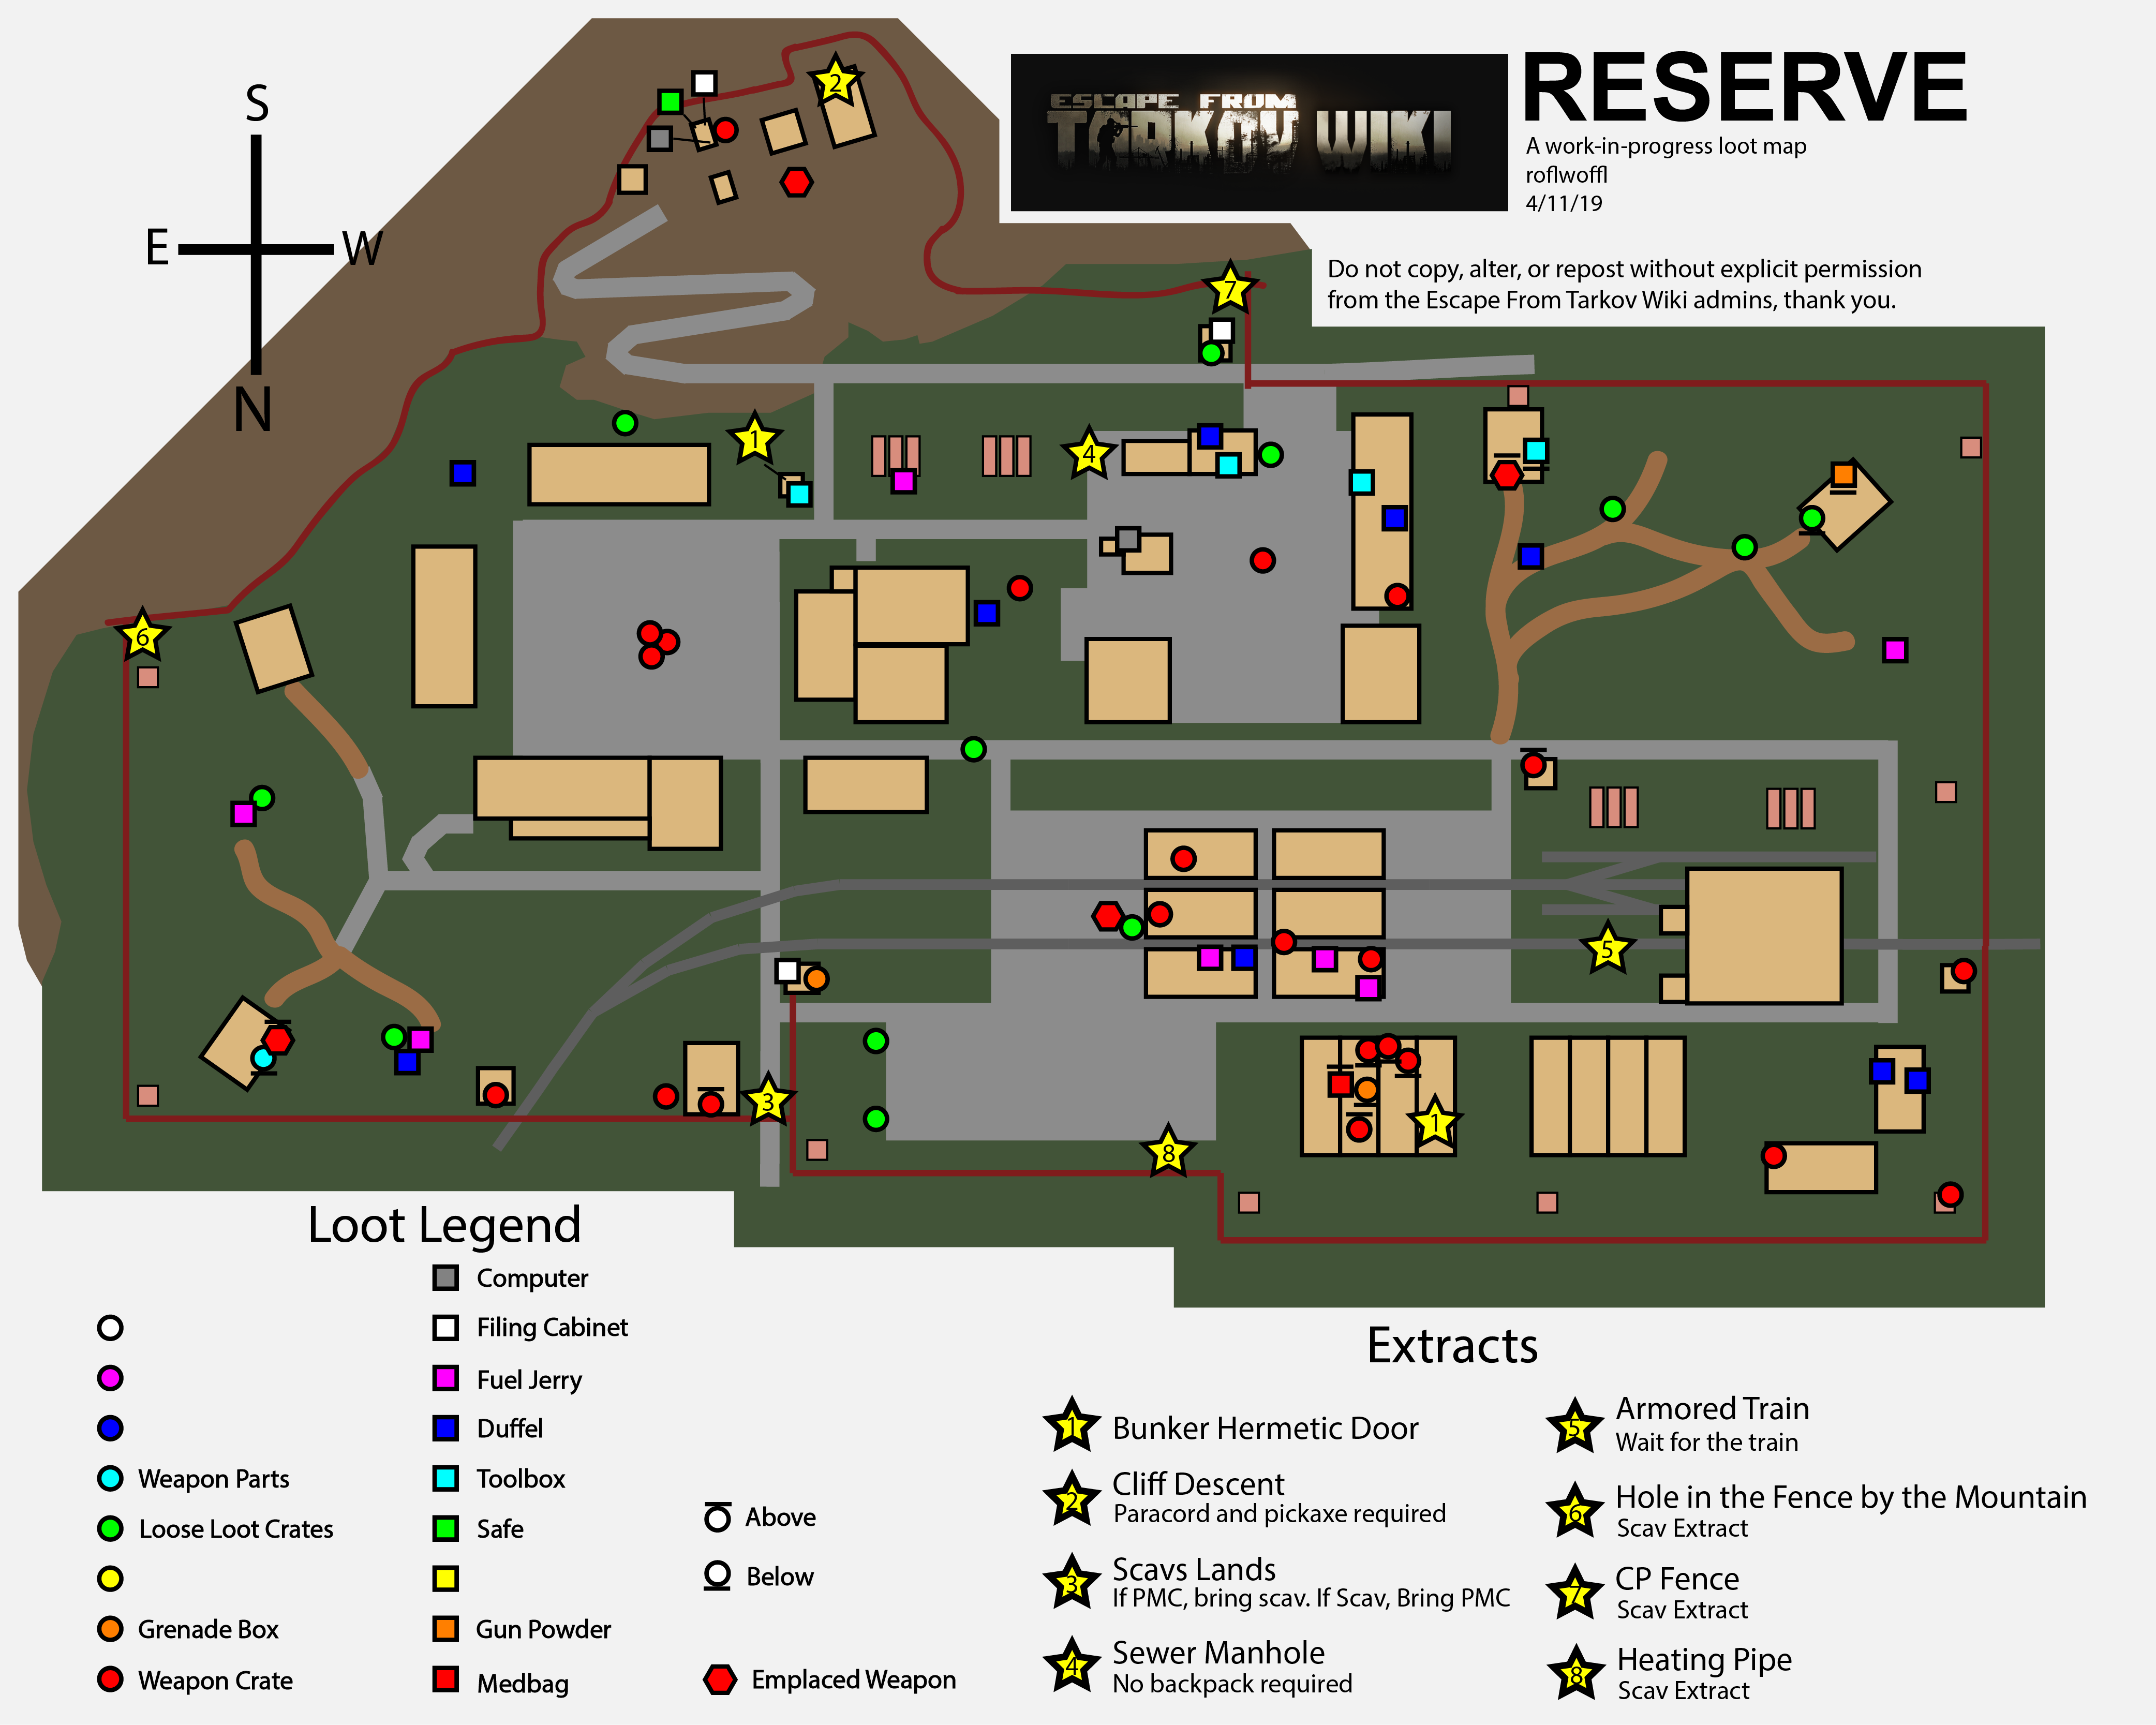 ESCAPE FROM
TARKOV WIKI
RESERVE
A work-in-progress loot map
roflwoffl
4/11/19
Do not copy, alter, or repost without explicit permission
from the Escape From Tarkov Wiki admins, thank you.
S
E
W
N
2
7
1
4
6
5
3
8
1
Loot Legend
Computer
Filing Cabinet
Fuel Jerry
Duffel
Weapon Parts
Toolbox
Loose Loot Crates
Safe
Grenade Box
Gun Powder
Weapon Crate
Medbag
Above
Below
Emplaced Weapon
Extracts
1
Bunker Hermetic Door
2
Cliff Descent
Paracord and pickaxe required
3
Scavs Lands
If PMC, bring scav. If Scav, Bring PMC
4
Sewer Manhole
No backpack required
5
Armored Train
Wait for the train
6
Hole in the Fence by the Mountain
Scav Extract
7
CP Fence
Scav Extract
8
Heating Pipe
Scav Extract